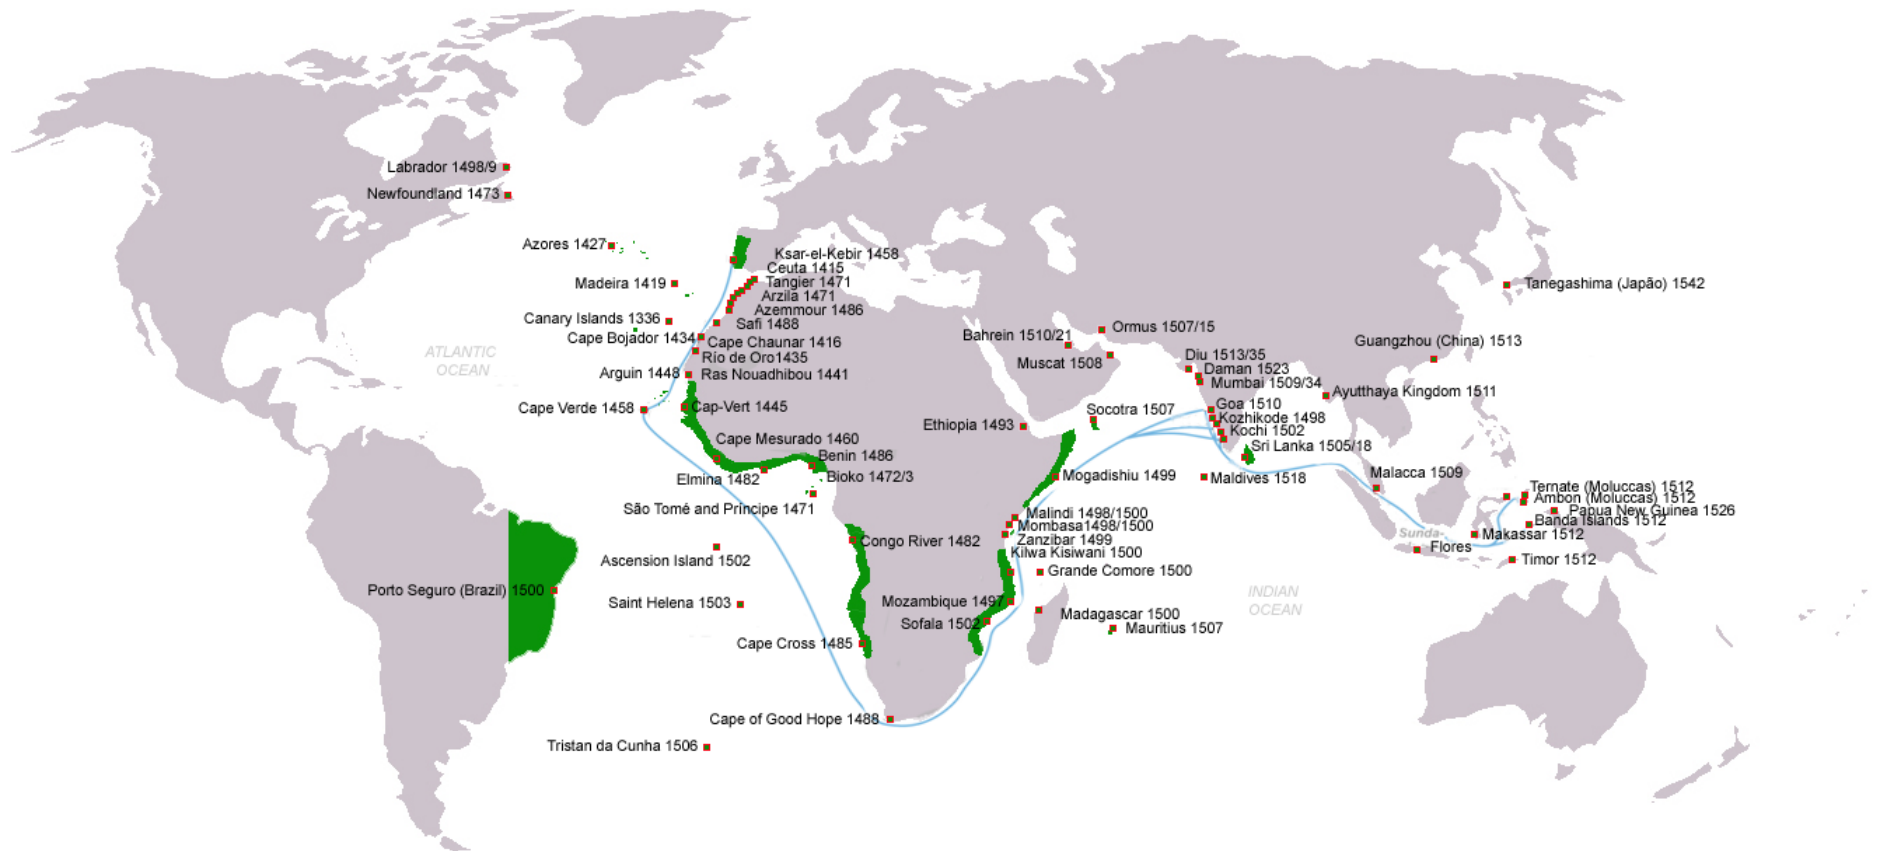 Labrador 1498/9
Newfoundland 1473
Azores 1427
Madeira 1419
Canary Islands 1336
Cape Bojador 1434
Arguin 1448
Cape Verde 1458
ATLANTIC
OCEAN
Ksar-el-Kebir 1458
Ceuta 1415
Tangier 1471
Arzila 1471
Azemmour 1486
Safi 1488
Cape Chaunar 1416
Río de Oro1435
Ras Nouadhibou 1441
Cap-Vert 1445
Cape Mesurado 1460
Benin 1486
Elmina 1482
Bioko 1472/3
São Tomé and Principe 1471
Congo River 1482
Ascension Island 1502
Porto Seguro (Brazil) 1500
Saint Helena 1503
Cape Cross 1485
Cape of Good Hope 1488
Tristan da Cunha 1506
Bahrein 1510/21
Ormus 1507/15
Muscat 1508
Ethiopia 1493
Socotra 1507
Mogadishiu 1499
Malindi 1498/1500
Mombasa1498/1500
Zanzibar 1499
Kilwa Kisiwani 1500
Grande Comore 1500
Mozambique 1497
Sofala 1502
Madagascar 1500
Mauritius 1507
INDIAN
OCEAN
Diu 1513/35
Daman 1523
Mumbai 1509/34
Goa 1510
Kozhikode 1498
Kochi 1502
Sri Lanka 1505/18
Maldives 1518
Ayutthaya Kingdom 1511
Guangzhou (China) 1513
Tanegashima (Japão) 1542
Malacca 1509
Ternate (Moluccas) 1512
Ambon (Moluccas) 1512
Papua New Guinea 1526
Banda Islands 1512
Makassar 1512
Sunda-
Flores
Timor 1512